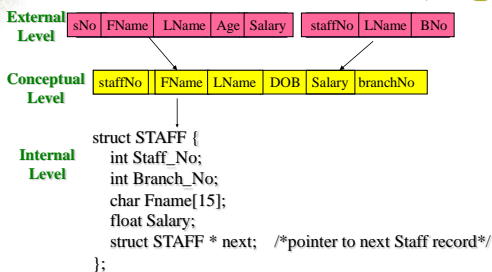 External Level
sNo FName LName Age Salary
staffNo LName BNo
Conceptual Level
staffNo FName LName DOB Salary branchNo
Internal Level
struct STAFF {
int Staff_No;
int Branch_No;
char Fname[15];
float Salary;
struct STAFF * next; /*pointer to next Staff record*/
};